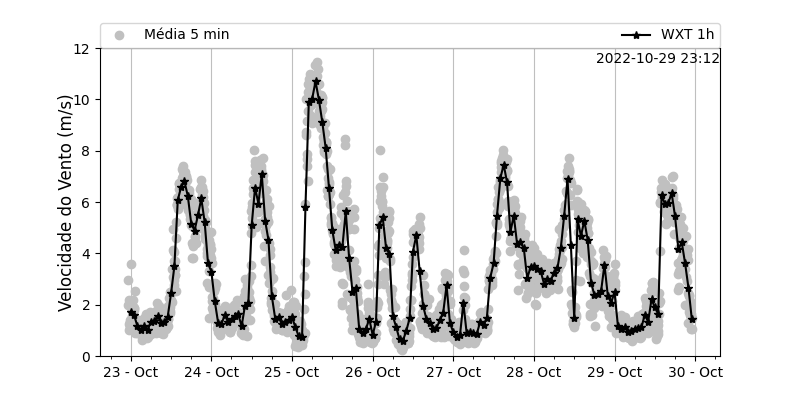 Média 5 min
WXT 1h
2022-10-29 23:12
Velocidade do Vento (m/s)
12
10
8
6
4
2
0
23 - Oct 24 - Oct 25 - Oct 26 - Oct 27 - Oct 28 - Oct 29 - Oct 30 - Oct